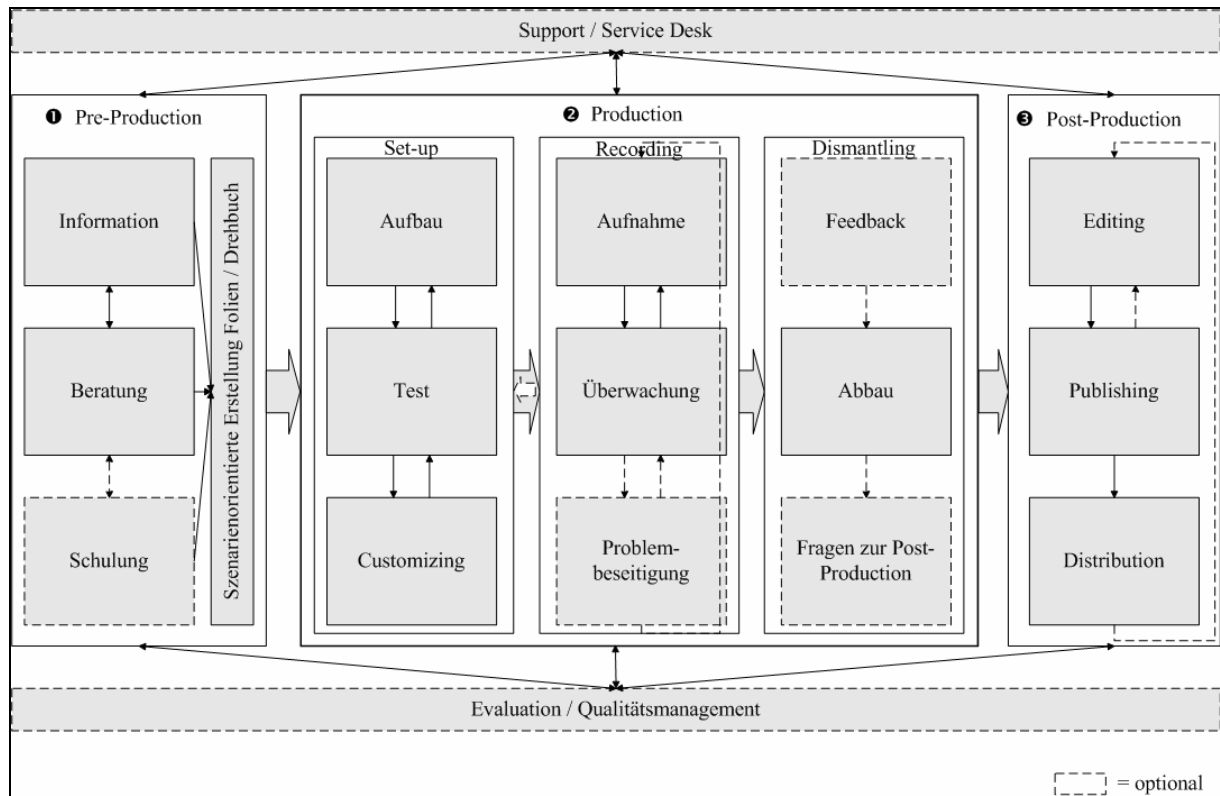 Support / Service Desk
❶ Pre-Production
Information
Beratung
Schulung
Szenarienorientierte Erstellung Folien / Drehbuch
❷ Production
Set-up
Aufbau
Test
Customizing
Recording
Aufnahme
Überwachung
Problem-
beseitigung
Dismantling
Feedback
Abbau
Fragen zur Post-
Production
❸ Post-Production
Editing
Publishing
Distribution
Evaluation / Qualitätsmanagement
= optional